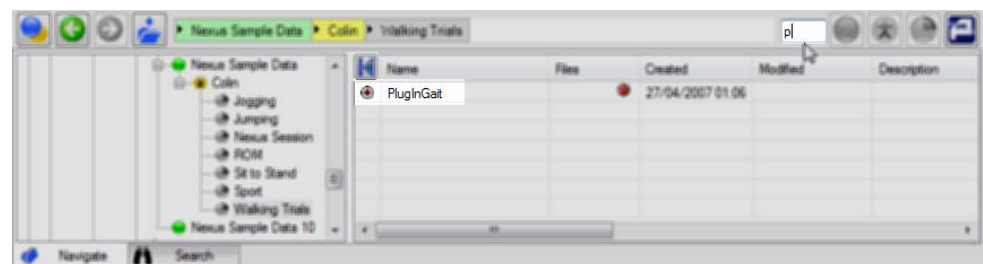 Nexus Sample Data Colin Walking Trials pl
Name Files Created Modified Description
PlugInGait 27/04/2007 01:06
Nexus Sample Data
Colin
Jogging
Jumping
Nexus Session
ROM
Sit to Stand
Sport
Walking Trials
Nexus Sample Data 10
Navigate Search